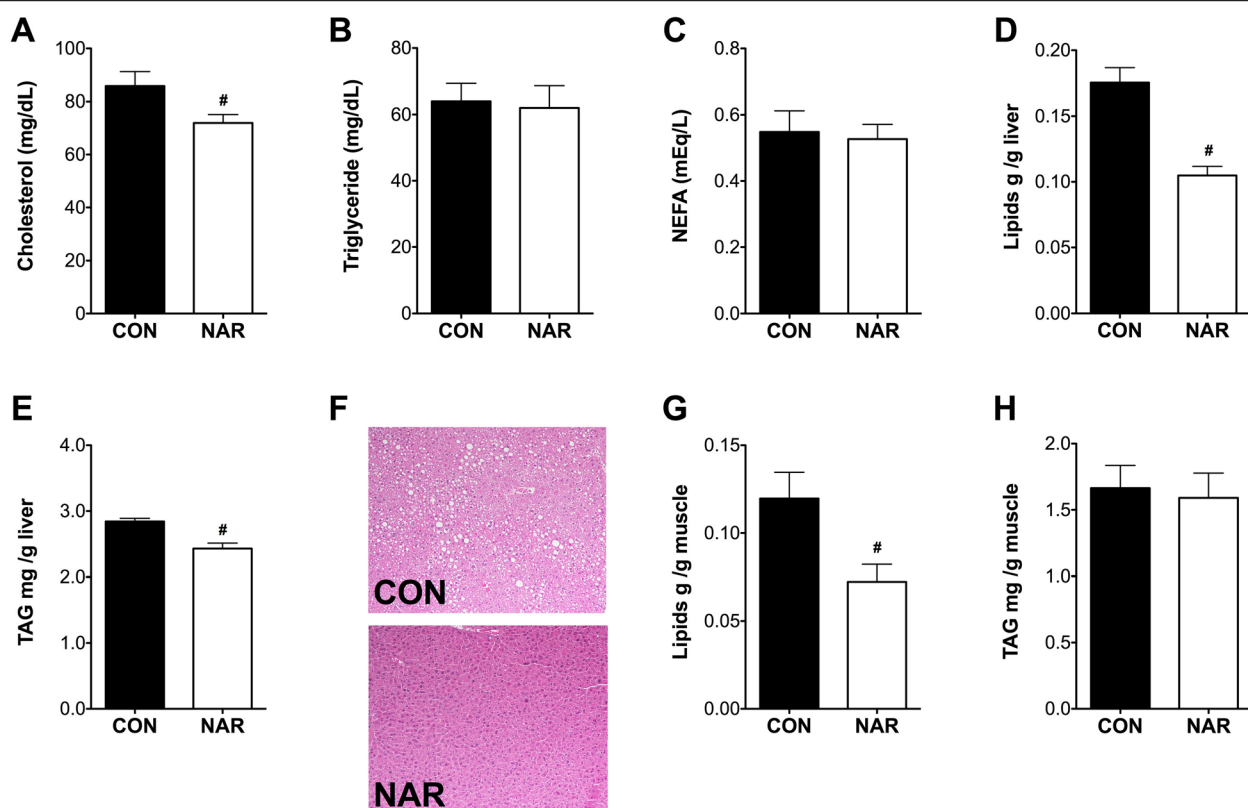 A
Cholesterol (mg/dL)
100
80
60
40
20
0
#
CON NAR
B
Triglyceride (mg/dL)
80
60
40
20
0
CON NAR
C
NEFA (mEq/L)
0.8
0.6
0.4
0.2
0.0
CON NAR
D
Lipids g /g liver
0.20
0.15
0.10
0.05
0.00
#
CON NAR
E
TAG mg /g liver
4.0
3.0
2.0
1.0
0.0
#
CON NAR
F
CON
NAR
G
Lipids g /g muscle
0.15
0.10
0.05
0.00
#
CON NAR
H
TAG mg /g muscle
2.0
1.5
1.0
0.5
0.0
CON NAR